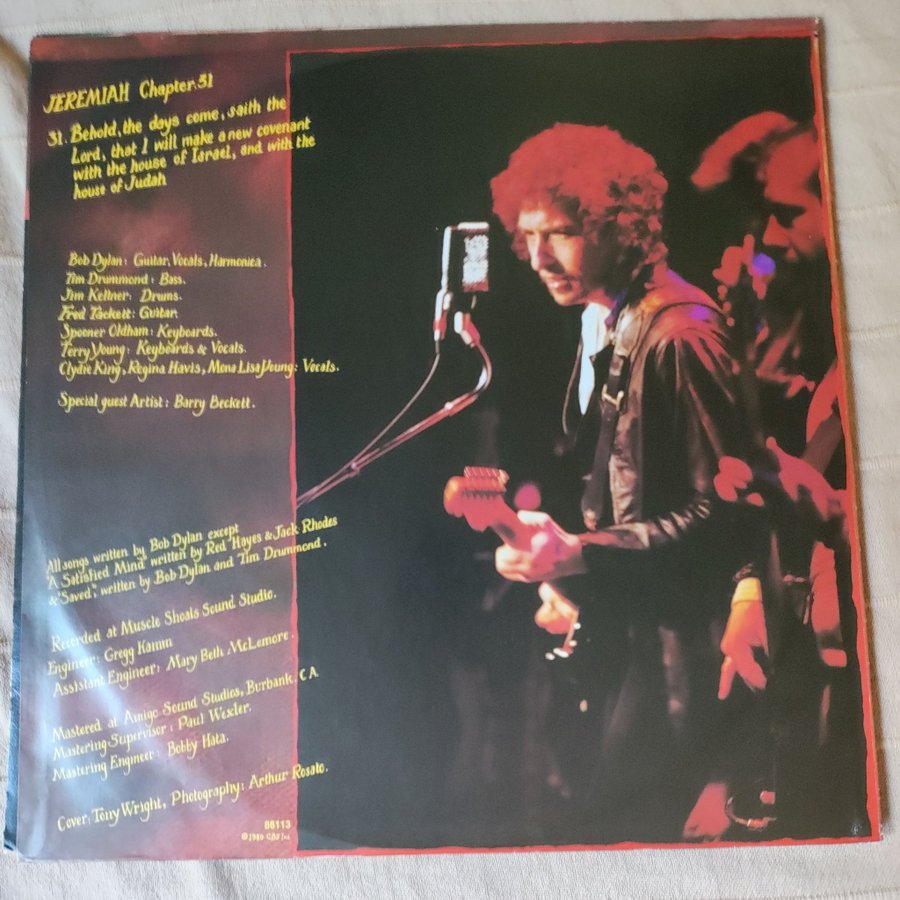 JEREMIAH Chapter.31
31. Behold, the days come, saith the
Lord, that I will make a new covenant
with the house of Israel, and with the
house of Judah
Bob Dylan: Guitar, Vocals, Harmonica.
Tim Drummond: Bass.
Jim Keltner: Drums.
Fred Tackett: Guitar.
Spooner Oldham: Keyboards.
Terry Young: Keyboards & Vocals.
Clydie King, Regina Havis, Mona Lisa Young: Vocals.
Special guest Artist: Barry Beckett.
All songs written by Bob Dylan except
"A Satisfied Mind" written by Red Hayes & Jack Rhodes
& "Saved", written by Bob Dylan and Tim Drummond.
Recorded at Muscle Shoals Sound Studio.
Engineer: Gregg Hamm
Assistant Engineer: Mary Beth McLemore.
Mastered at Amigo Sound Studios, Burbank, CA.
Mastering Supervisor: Paul Wexler.
Mastering Engineer: Bobby Hata.
Cover: Tony Wright, Photography: Arthur Rosato.
86113
©1980 CBS Inc